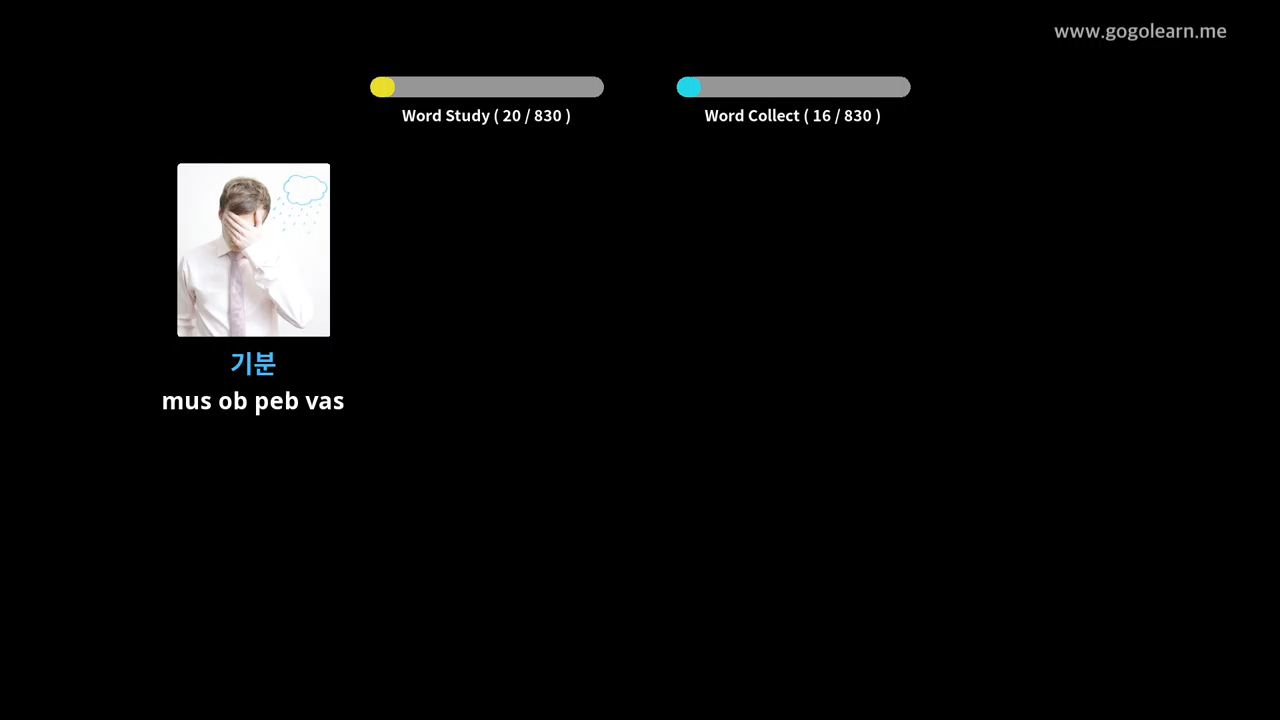 www.gogolearn.me
Word Study ( 20 / 830 )
Word Collect ( 16 / 830 )
기분
mus ob peb vas